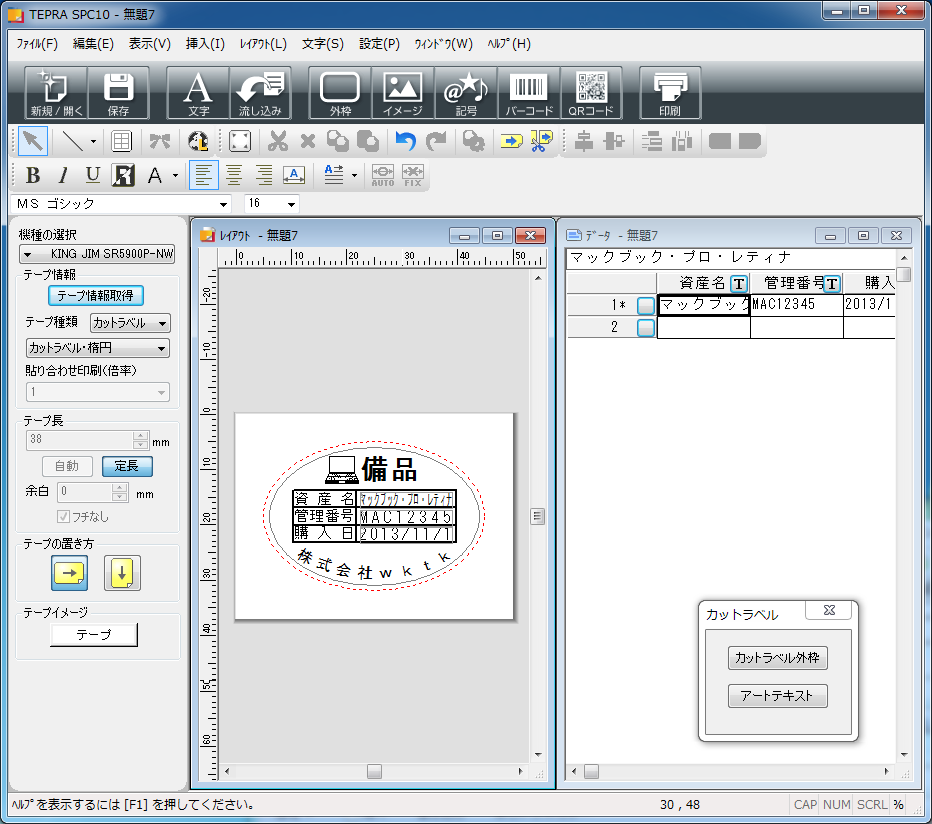 TEPRA SPC10 - 無題7
ﾌｧｲﾙ(F) 編集(E) 表示(V) 挿入(I) ﾚｲｱｳﾄ(L) 文字(S) 設定(P) ｳｨﾝﾄﾞｳ(W) ﾍﾙﾌﾟ(H)
新規 / 開く 保存 文字 流し込み 外枠 イメージ 記号 バーコード QRコード 印刷
B I U A A AUTO FIX
ＭＳ ゴシック 16
機種の選択
KING JIM SR5900P-NW
テープ情報
テープ情報取得
テープ種類 カットラベル
カットラベル・楕円
貼り合わせ印刷(倍率)
1
テープ長
38 mm
自動 定長
余白 0 mm
フチなし
テープの置き方
テープイメージ
テープ
ﾚｲｱｳﾄ - 無題7
0 10 20 30 40 50
-20
-10
0
10
20
30
40
50
60
備品
資産名 ﾏｯｸﾌﾞｯｸ・ﾌﾟﾛ・ﾚﾃｨﾅ
管理番号 MAC12345
購入日 2013/11/1
株式会社ｗｋｔｋ
ﾃﾞｰﾀ - 無題7
マックブック・プロ・レティナ
資産名 T 管理番号 T 購入
1* マックブック MAC12345 2013/1
2
カットラベル
カットラベル外枠
アートテキスト
ﾍﾙﾌﾟを表示するには [F1] を押してください。 30 , 48 CAP NUM SCRL %